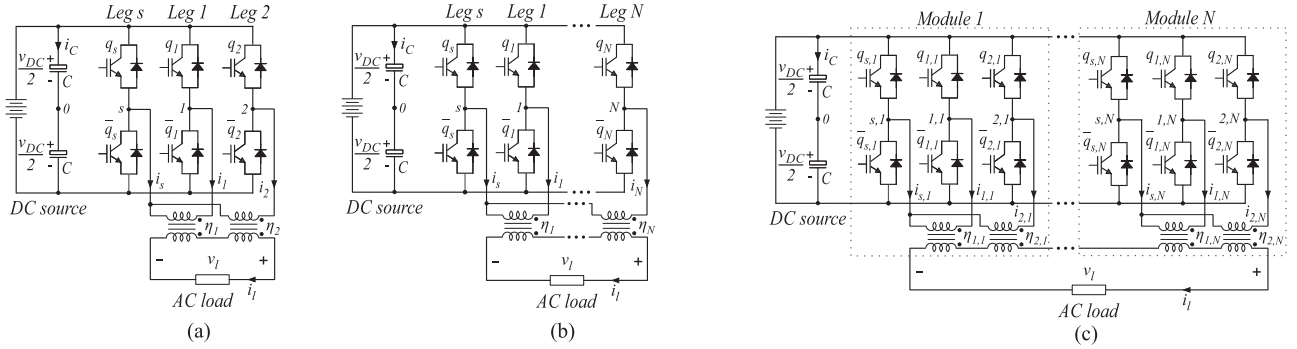 Leg s Leg 1 Leg 2
i_C
q_s q_1 q_2
v_DC/2 + - C
s 1 2
0
q̅_s q̅_1 q̅_2
v_DC/2 + - C
i_s i_1 i_2
DC source
η_1 η_2
- v_l +
i_l
AC load
(a)
Leg s Leg 1 Leg N
i_C
q_s q_1 q_N
v_DC/2 + - C
s 1 N
0
q̅_s q̅_1 q̅_N
v_DC/2 + - C
i_s i_1 i_N
DC source
η_1 η_N
- v_l +
i_l
AC load
(b)
Module 1 Module N
i_C
q_s,1 q_1,1 q_2,1 q_s,N q_1,N q_2,N
v_DC/2 + - C
s,1 1,1 2,1 s,N 1,N 2,N
0
q̅_s,1 q̅_1,1 q̅_2,1 q̅_s,N q̅_1,N q̅_2,N
v_DC/2 + - C
i_s,1 i_1,1 i_2,1 i_s,N i_1,N i_2,N
DC source
η_1,1 η_2,1 η_1,N η_2,N
- v_l +
i_l
AC load
(c)